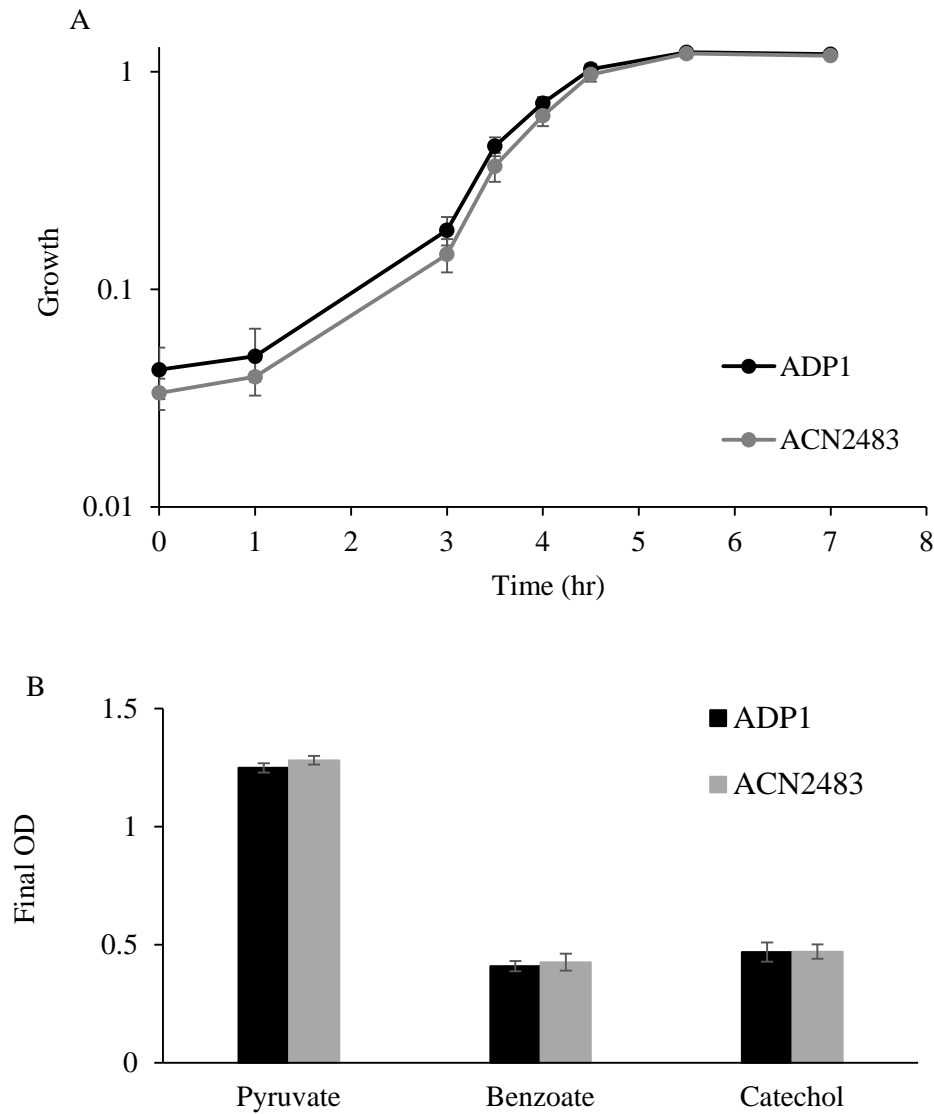 A
1
0.1
0.01
Growth
ADP1
ACN2483
0 1 2 3 4 5 6 7 8
Time (hr)
B
1.5
1
0.5
0
Final OD
ADP1
ACN2483
Pyruvate Benzoate Catechol